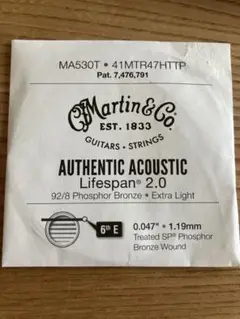 MA530T • 41MTR47HTTP
Pat. 7,476,791
Martin & Co.
EST. 1833
GUITARS • STRINGS
AUTHENTIC ACOUSTIC
Lifespan® 2.0
92/8 Phosphor Bronze • Extra Light
6th E
0.047" • 1.19mm
Treated SP® Phosphor
Bronze Wound